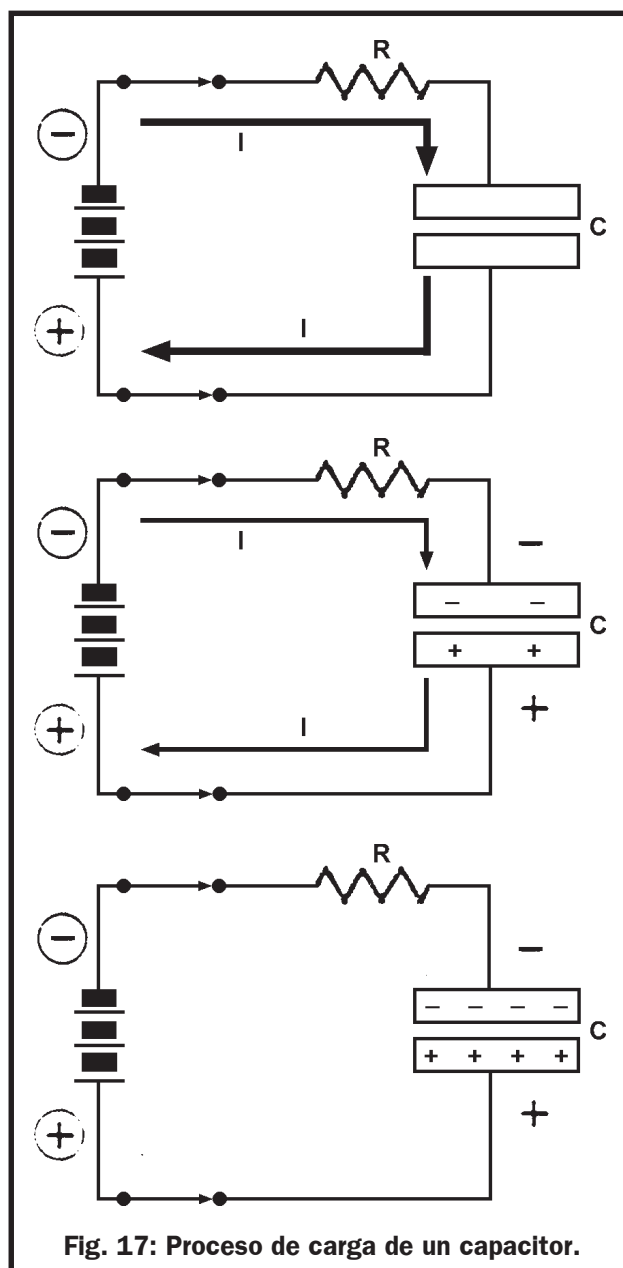 R
−
I
C
I
+
R
−
I
−
− −
C
+ +
I
+
+
R
−
−
− − − −
C
+ + + +
+
+
Fig. 17: Proceso de carga de un capacitor.